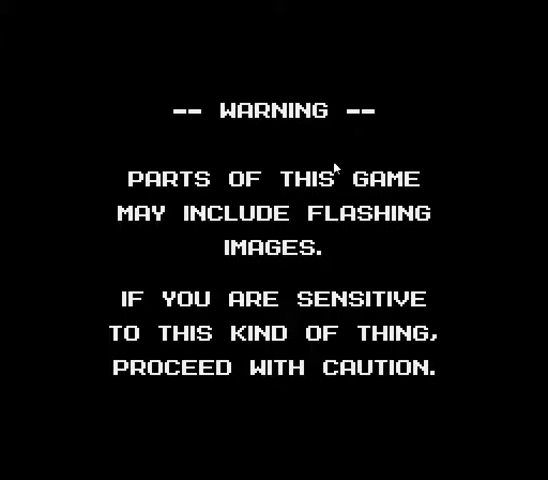 -- WARNING --
PARTS OF THIS GAME
MAY INCLUDE FLASHING
IMAGES.
IF YOU ARE SENSITIVE
TO THIS KIND OF THING,
PROCEED WITH CAUTION.